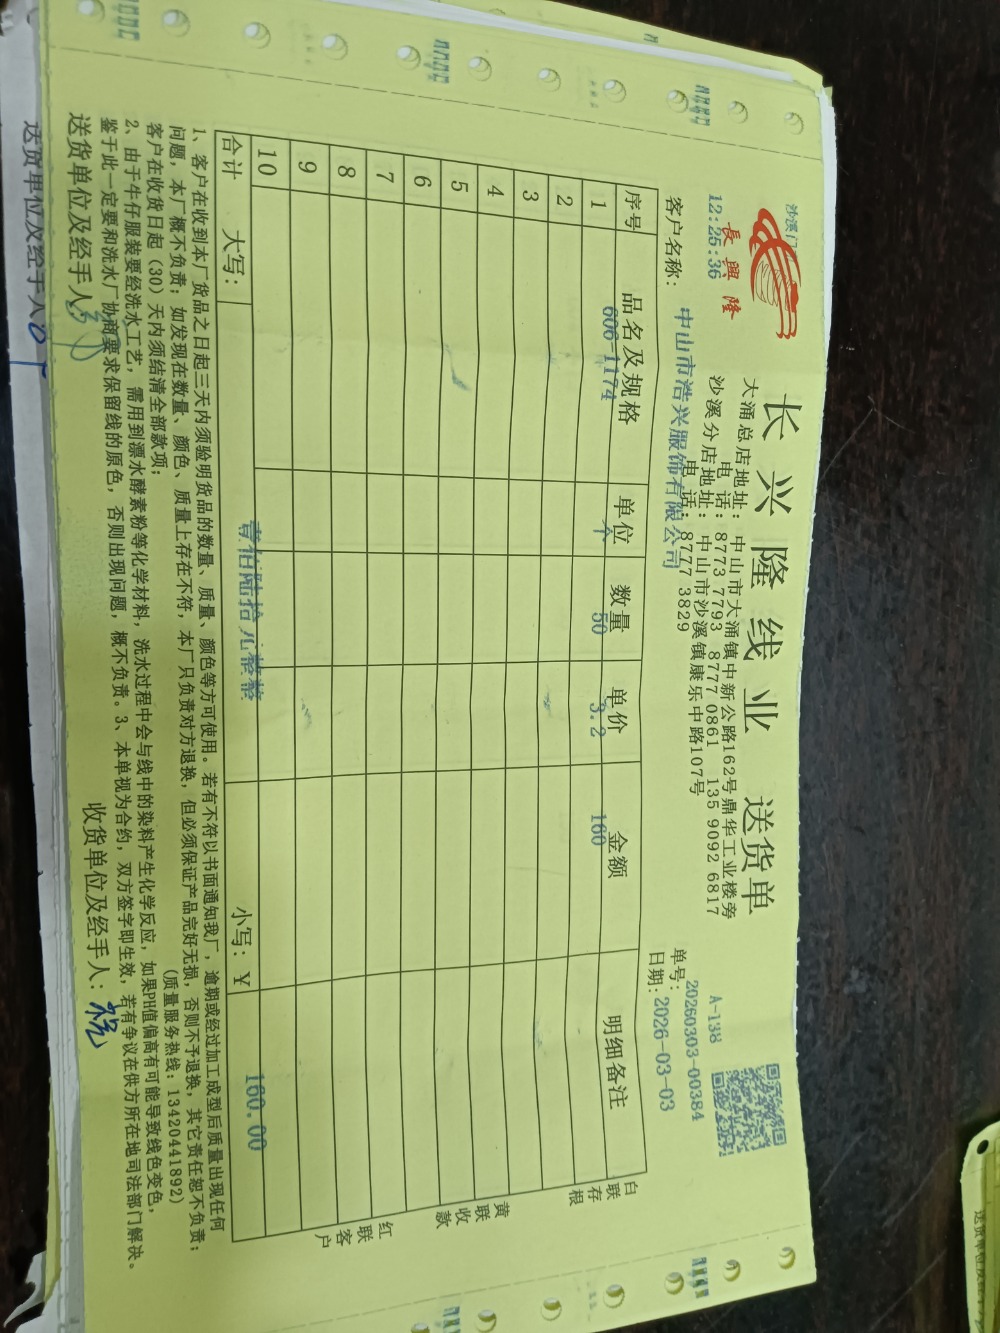 长兴隆线业 送货单
長興隆
沙溪门
12:25:36
大涌总店地址: 中山市大涌镇中新公路162号鼎华工业楼旁
电 话: 8773 7793 8777 0861 135 9092 6817
沙溪分店地址: 中山市沙溪镇康乐中路107号
电 话: 8777 3829
A-138
单号: 20260303-00384
客户名称: 中山市浩兴服饰有限公司
日期: 2026-03-03
序号 品名及规格 单位 数量 单价 金额 明细备注
1 606-1174 个 50 3.2 160
2
3
4
5
6
7
8
9
10
合计 大写: 壹佰陆拾元整整 小写: ¥ 160.00
白联存根
黄联收款
红联客户
1、客户在收到本厂货品之日起三天内须验明货品的数量、质量、颜色等方可使用。若有不符以书面通知我厂，逾期或经过加工成型后质量出现任何
问题，本厂概不负责；如发现在数量、颜色、质量上存在不符，本厂只负责对方退换，但必须保证产品完好无损，否则不予退换，其它责任恕不负责；
客户在收货日起（30）天内须结清全部款项； (质量服务热线: 13420441892)
2、由于牛仔服装要经洗水工艺，需用到漂水酵素粉等化学材料，洗水过程中会与线中的染料产生化学反应，如果PH值偏高有可能导致线色变色，
鉴于此一定要和洗水厂协商要求保留线的原色，否则出现问题，概不负责。3、本单视为合约，双方签字即生效，若有争议在供方所在地司法部门解决。
送货单位及经手人: 收货单位及经手人:
送货单位及经手人